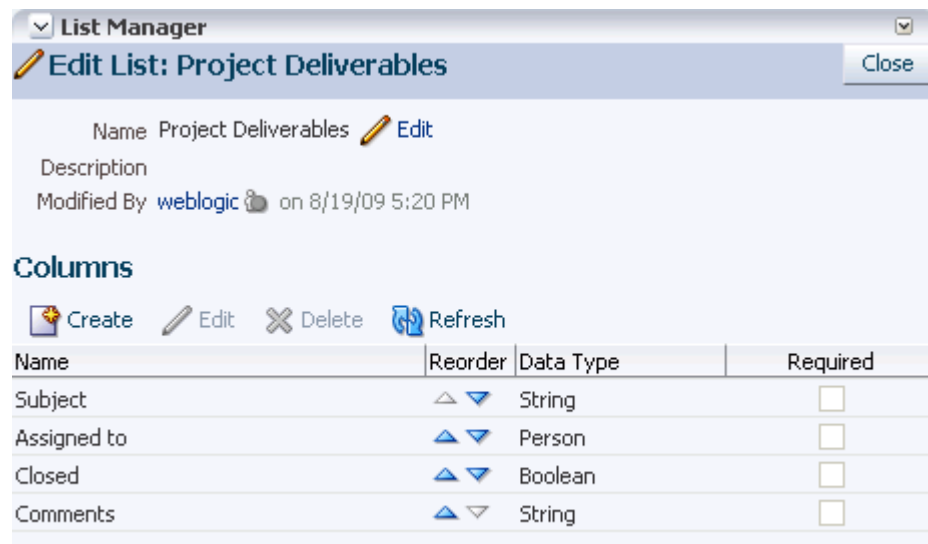 List Manager
Edit List: Project Deliverables Close
Name Project Deliverables Edit
Description
Modified By weblogic on 8/19/09 5:20 PM
Columns
Create Edit Delete Refresh
Name Reorder Data Type Required
Subject String
Assigned to Person
Closed Boolean
Comments String